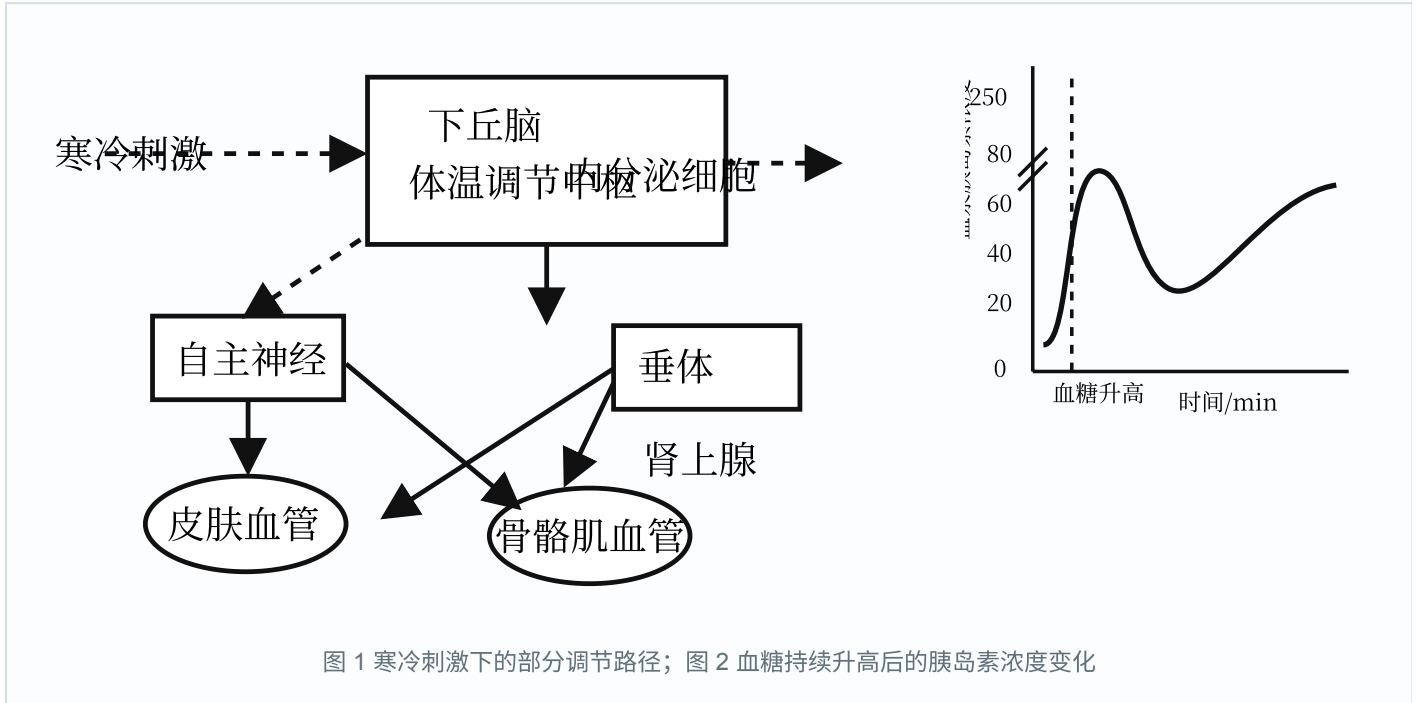 寒冷刺激
下丘脑
体温调节中枢
内分泌细胞
自主神经
垂体
肾上腺
皮肤血管
骨骼肌血管
250
80
60
40
20
0
血糖升高
时间/min
图 1 寒冷刺激下的部分调节路径；图 2 血糖持续升高后的胰岛素浓度变化